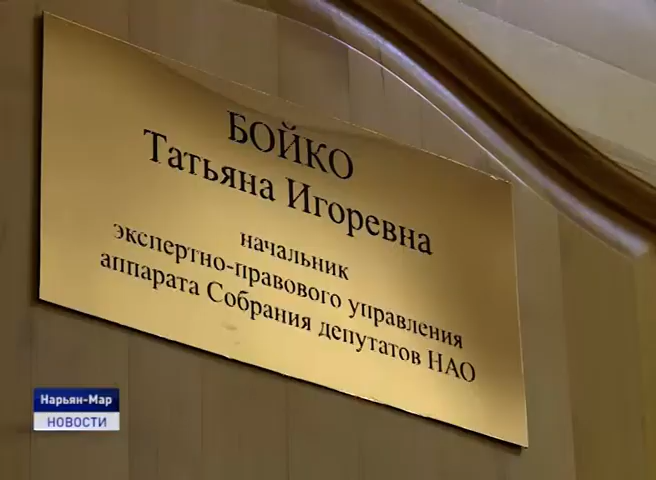 БОЙКО
Татьяна Игоревна
начальник
экспертно-правового управления
аппарата Собрания депутатов НАО
Нарьян-Мар
НОВОСТИ